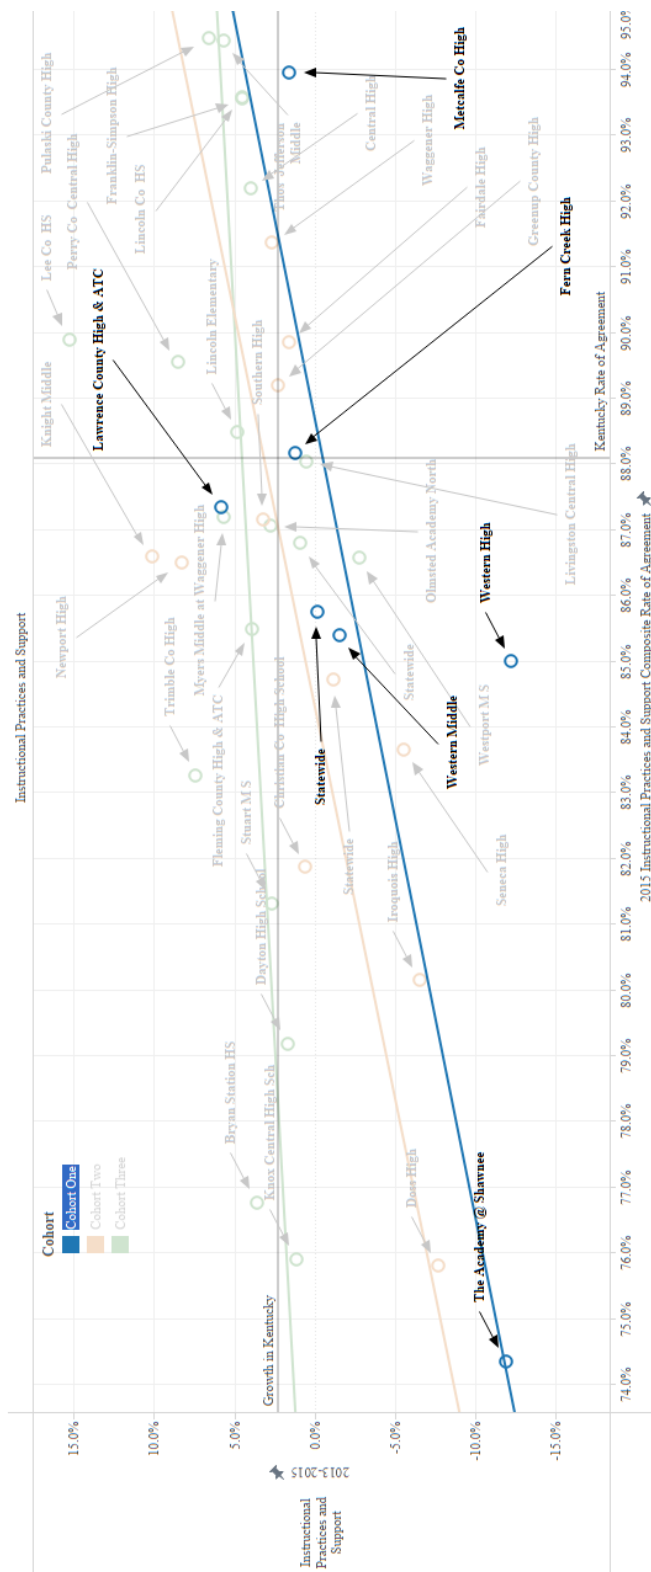 Instructional Practices and Support
Cohort
Cohort One
Cohort Two
Cohort Three
15.0%
10.0%
5.0%
0.0%
-5.0%
-10.0%
-15.0%
Instructional
Practices and
Support
2013-2015
Growth in Kentucky
Kentucky Rate of Agreement
Bryan Station HS
Knox Central High Sch
Dayton High School
Stuart M S
Fleming County High & ATC
Trimble Co High
Christian Co High School
Newport High
Knight Middle
Myers Middle at Waggener High
Lawrence County High & ATC
Lee Co HS
Perry Co Central High
Pulaski County High
Franklin-Simpson High
Lincoln Co HS
Lincoln Elementary
Southern High
Thos Jefferson
Middle
Central High
Waggener High
Metcalfe Co High
Fairdale High
Greenup County High
Fern Creek High
Livingston Central High
Olmsted Academy North
Statewide
Westport M S
Western High
Western Middle
Statewide
Statewide
Seneca High
Iroquois High
Doss High
The Academy @ Shawnee
74.0%
75.0%
76.0%
77.0%
78.0%
79.0%
80.0%
81.0%
82.0%
83.0%
84.0%
85.0%
86.0%
87.0%
88.0%
89.0%
90.0%
91.0%
92.0%
93.0%
94.0%
95.0%
2015 Instructional Practices and Support Composite Rate of Agreement